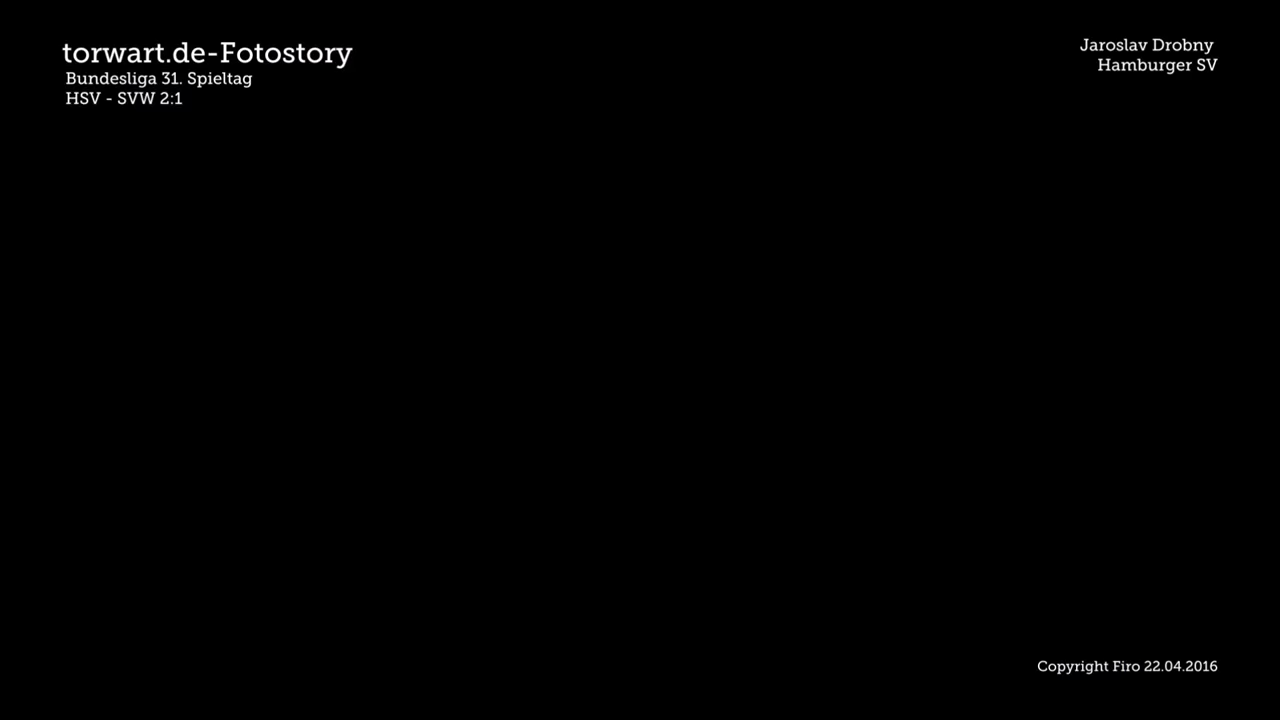 torwart.de-Fotostory
Bundesliga 31. Spieltag
HSV - SVW 2:1
Jaroslav Drobny
Hamburger SV
Copyright Firo 22.04.2016